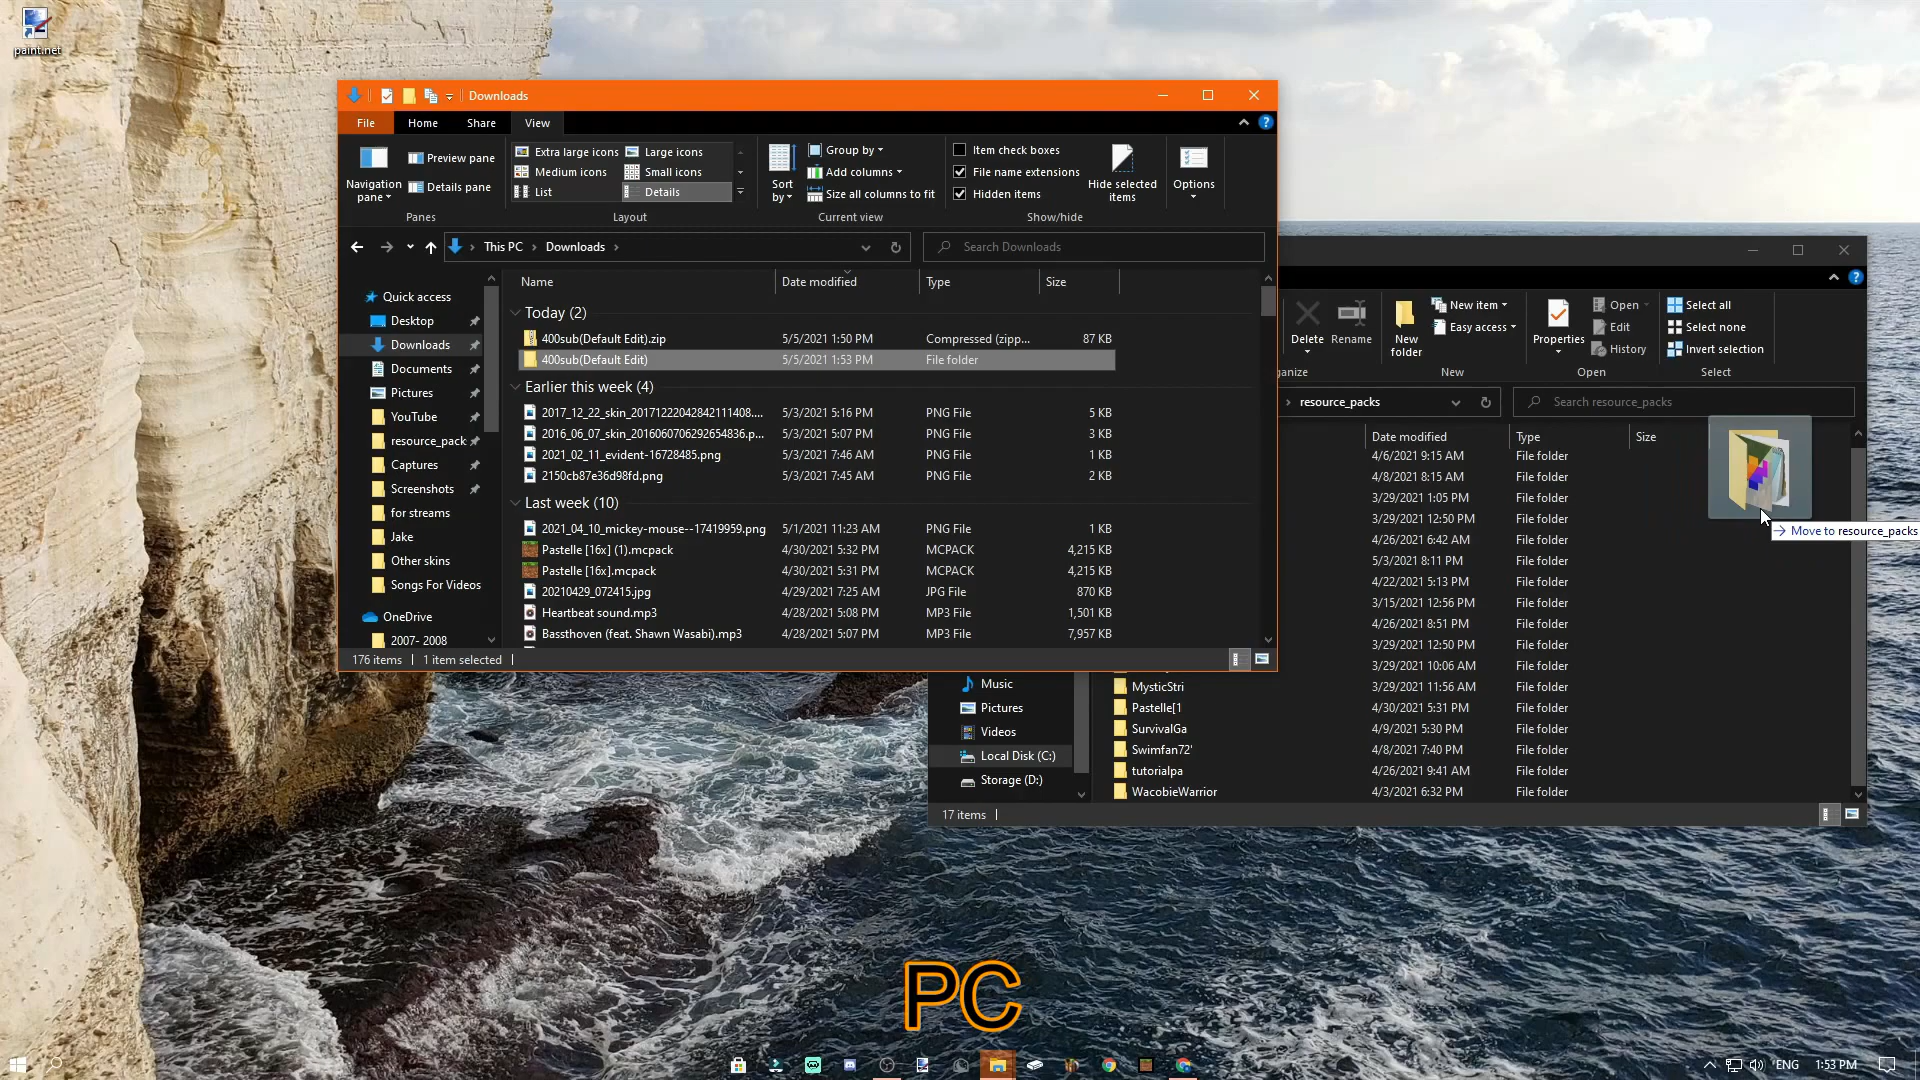 paint.net
Downloads
File Home Share View
Extra large icons Large icons
Medium icons Small icons
List Details
Preview pane
Details pane
Navigation pane
Panes
Layout
Sort by
Group by
Add columns
Size all columns to fit
Current view
Item check boxes
File name extensions
Hidden items
Hide selected items
Show/hide
Options
This PC Downloads
Search Downloads
Quick access
Desktop
Downloads
Documents
Pictures
YouTube
resource_pack
Captures
Screenshots
for streams
Jake
Other skins
Songs For Videos
OneDrive
2007- 2008
Name Date modified Type Size
Today (2)
400sub(Default Edit).zip 5/5/2021 1:50 PM Compressed (zipp... 87 KB
400sub(Default Edit) 5/5/2021 1:53 PM File folder
Earlier this week (4)
2017_12_22_skin_20171222042842111408.... 5/3/2021 5:16 PM PNG File 5 KB
2016_06_07_skin_2016060706292654836.p... 5/3/2021 5:07 PM PNG File 3 KB
2021_02_11_evident-16728485.png 5/3/2021 7:46 AM PNG File 1 KB
2150cb87e36d98fd.png 5/3/2021 7:45 AM PNG File 2 KB
Last week (10)
2021_04_10_mickey-mouse--17419959.png 5/1/2021 11:23 AM PNG File 1 KB
Pastelle [16x] (1).mcpack 4/30/2021 5:32 PM MCPACK 4,215 KB
Pastelle [16x].mcpack 4/30/2021 5:31 PM MCPACK 4,215 KB
20210429_072415.jpg 4/29/2021 7:25 AM JPG File 870 KB
Heartbeat sound.mp3 4/28/2021 5:08 PM MP3 File 1,501 KB
Bassthoven (feat. Shawn Wasabi).mp3 4/28/2021 5:07 PM MP3 File 7,957 KB
176 items 1 item selected
Delete Rename
New folder
New item
Easy access
New
Properties
Open
Edit
History
Open
Select all
Select none
Invert selection
Select
anize
resource_packs
Search resource_packs
Date modified Type Size
4/6/2021 9:15 AM File folder
4/8/2021 8:15 AM File folder
3/29/2021 1:05 PM File folder
3/29/2021 12:50 PM File folder
4/26/2021 6:42 AM File folder
5/3/2021 8:11 PM File folder
4/22/2021 5:13 PM File folder
3/15/2021 12:56 PM File folder
4/26/2021 8:51 PM File folder
3/29/2021 12:50 PM File folder
3/29/2021 10:06 AM File folder
MysticStri 3/29/2021 11:56 AM File folder
Pastelle[1 4/30/2021 5:31 PM File folder
SurvivalGa 4/9/2021 5:30 PM File folder
Swimfan72' 4/8/2021 7:40 PM File folder
tutorialpa 4/26/2021 9:41 AM File folder
WacobieWarrior 4/3/2021 6:32 PM File folder
Move to resource_packs
Music
Pictures
Videos
Local Disk (C:)
Storage (D:)
17 items
PC
ENG 1:53 PM